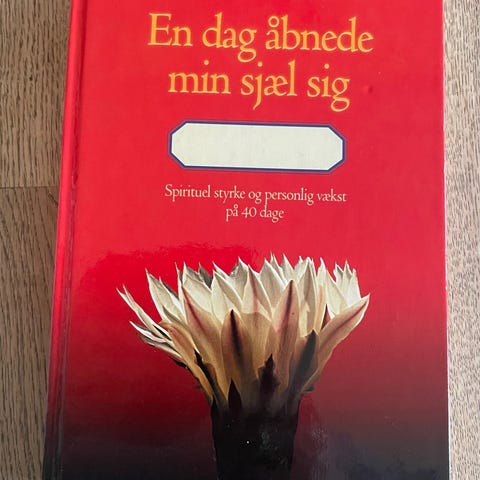 En dag åbnede
min sjæl sig
Spirituel styrke og personlig vækst
på 40 dage